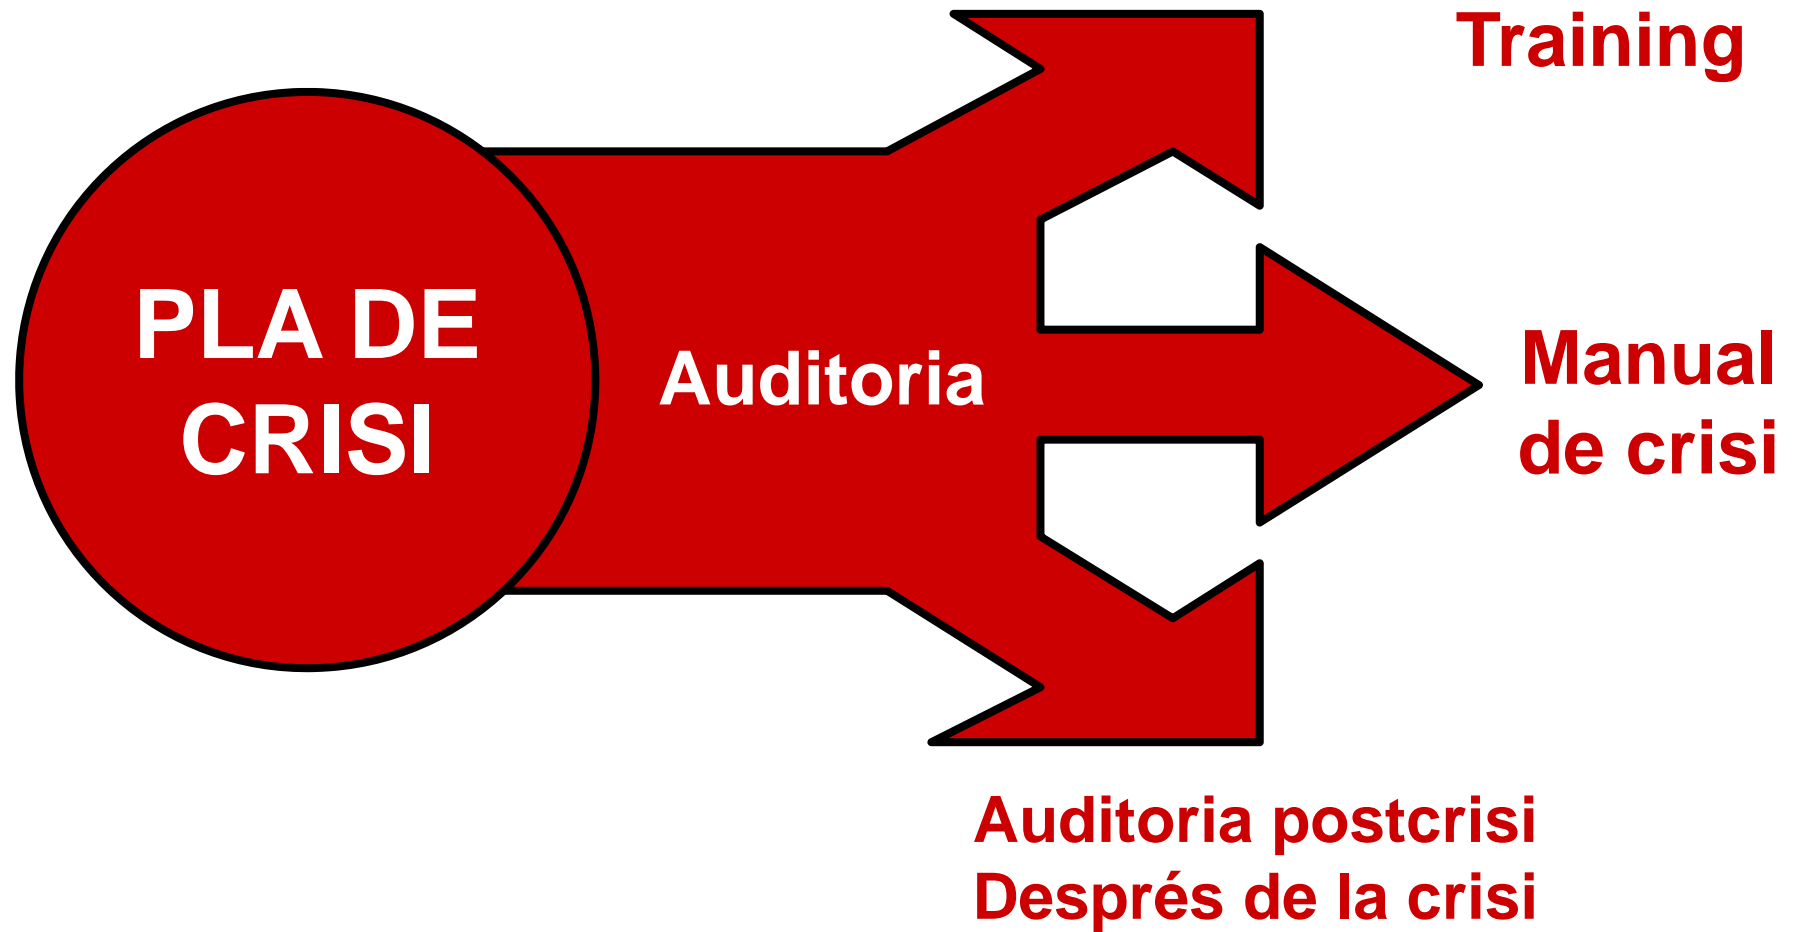 Training
PLA DE
CRISI
Auditoria
Manual
de crisi
Auditoria postcrisi
Després de la crisi